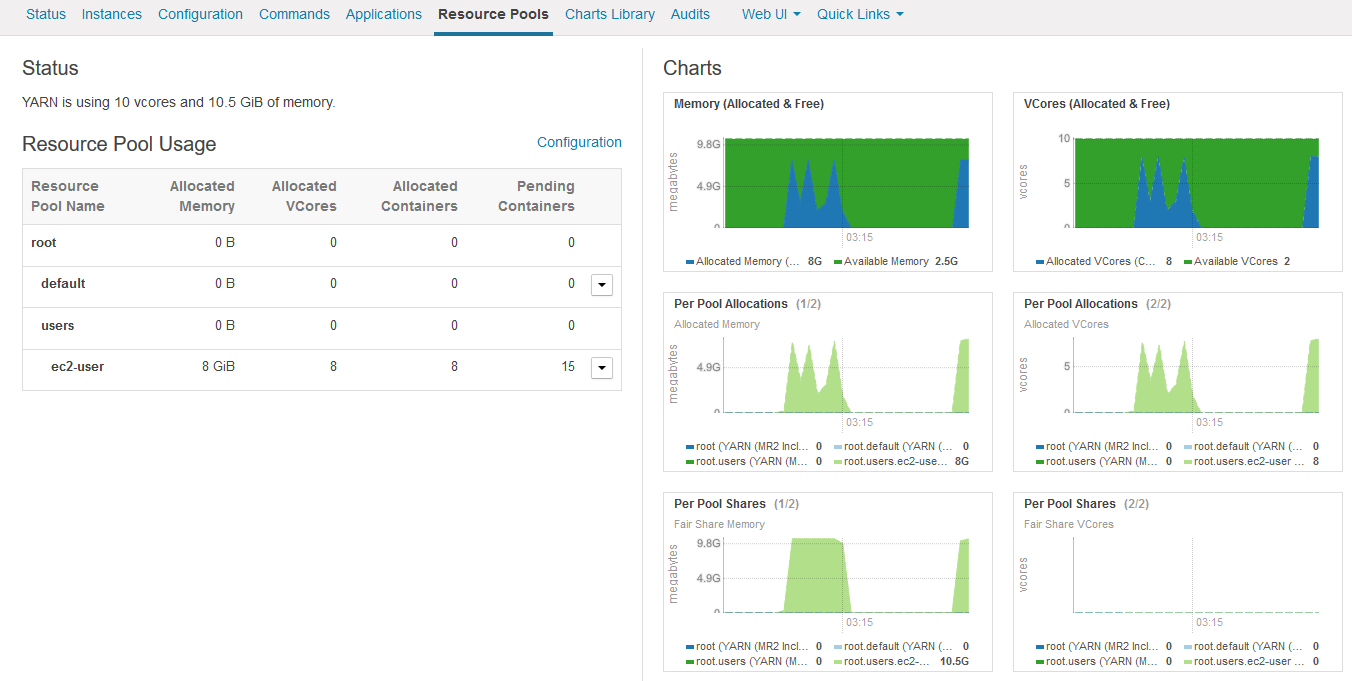 Status Instances Configuration Commands Applications Resource Pools Charts Library Audits Web UI Quick Links
Status
YARN is using 10 vcores and 10.5 GiB of memory.
Resource Pool Usage Configuration
Resource Pool Name Allocated Memory Allocated VCores Allocated Containers Pending Containers
root 0 B 0 0 0
default 0 B 0 0 0
users 0 B 0 0 0
ec2-user 8 GiB 8 8 15
Charts
Memory (Allocated & Free)
megabytes
9.8G
4.9G
0
03:15
Allocated Memory (... 8G Available Memory 2.5G
VCores (Allocated & Free)
vcores
10
5
0
03:15
Allocated VCores (C... 8 Available VCores 2
Per Pool Allocations (1/2)
Allocated Memory
megabytes
4.9G
0
03:15
root (YARN (MR2 Incl... 0 root.default (YARN (... 0
root.users (YARN (M... 0 root.users.ec2-use... 8G
Per Pool Allocations (2/2)
Allocated VCores
vcores
5
0
03:15
root (YARN (MR2 Incl... 0 root.default (YARN (... 0
root.users (YARN (M... 0 root.users.ec2-user ... 8
Per Pool Shares (1/2)
Fair Share Memory
megabytes
9.8G
4.9G
0
03:15
root (YARN (MR2 Incl... 0 root.default (YARN (... 0
root.users (YARN (M... 0 root.users.ec2-... 10.5G
Per Pool Shares (2/2)
Fair Share VCores
vcores
03:15
root (YARN (MR2 Incl... 0 root.default (YARN (... 0
root.users (YARN (M... 0 root.users.ec2-user ... 0